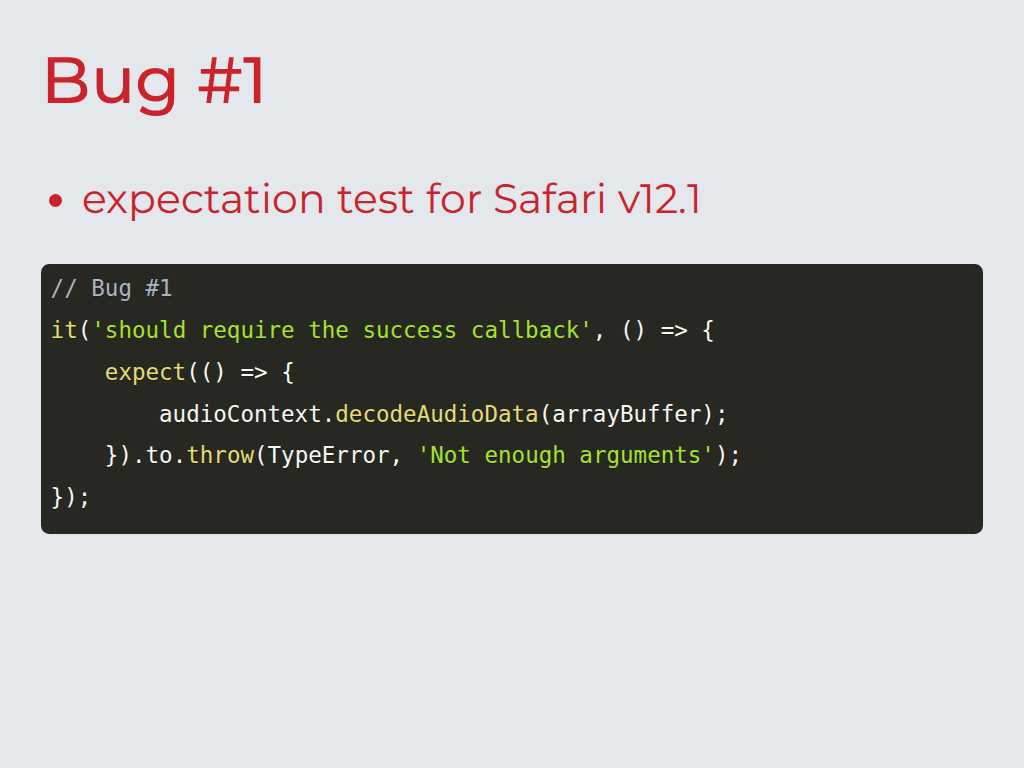 Bug #1
• expectation test for Safari v12.1
// Bug #1
it('should require the success callback', () => {
    expect(() => {
        audioContext.decodeAudioData(arrayBuffer);
    }).to.throw(TypeError, 'Not enough arguments');
});